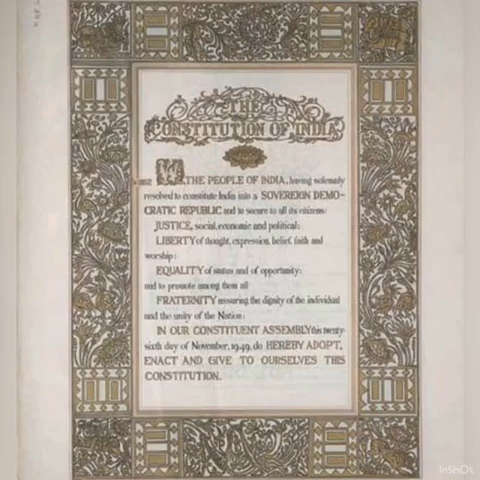 THE
CONSTITUTION OF INDIA
WE, THE PEOPLE OF INDIA, having solemnly
resolved to constitute India into a SOVEREIGN DEMO-
CRATIC REPUBLIC and to secure to all its citizens:
JUSTICE, social, economic and political;
LIBERTY of thought, expression, belief, faith and
worship;
EQUALITY of status and of opportunity;
and to promote among them all
FRATERNITY assuring the dignity of the individual
and the unity of the Nation;
IN OUR CONSTITUENT ASSEMBLY this twenty-
sixth day of November, 1949, do HEREBY ADOPT,
ENACT AND GIVE TO OURSELVES THIS
CONSTITUTION.
InShOt